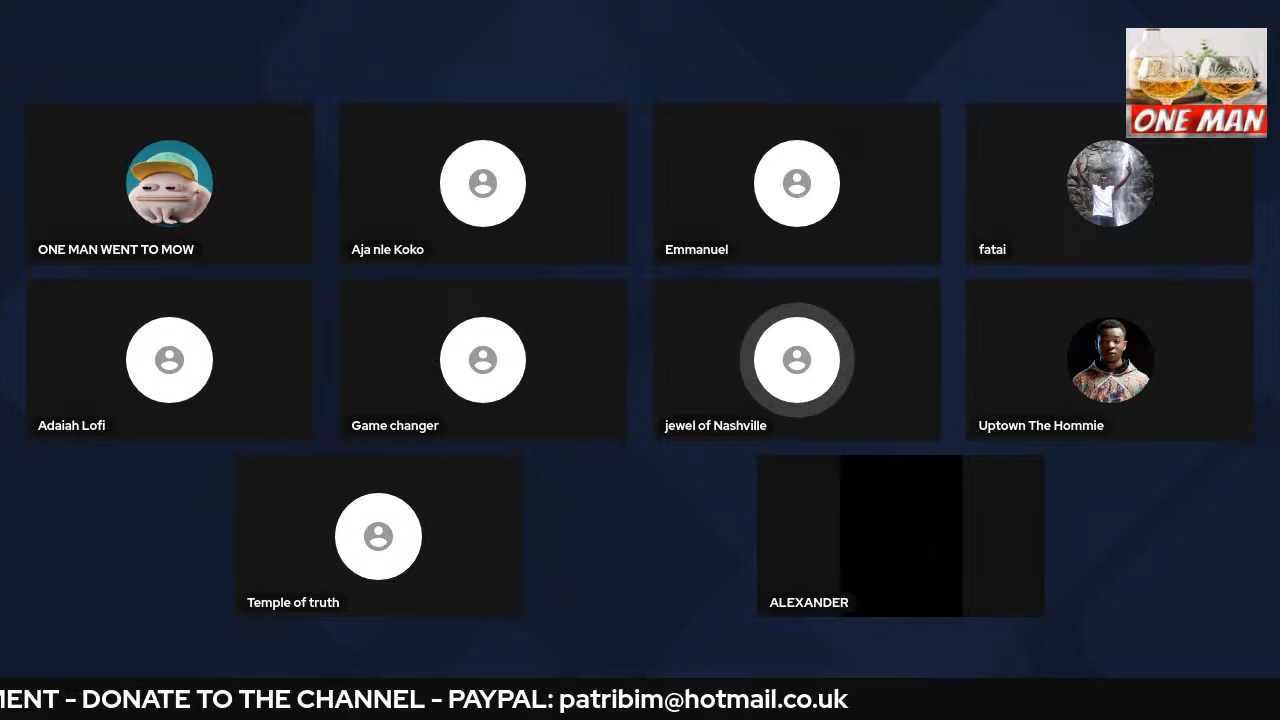 ONE MAN
ONE MAN WENT TO MOW
Aja nle Koko
Emmanuel
fatai
Adaiah Lofi
Game changer
jewel of Nashville
Uptown The Hommie
Temple of truth
ALEXANDER
MENT - DONATE TO THE CHANNEL - PAYPAL: patribim@hotmail.co.uk